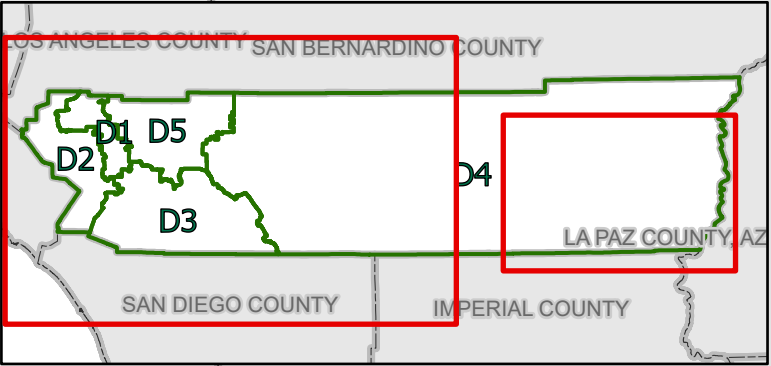 LOS ANGELES COUNTY
SAN BERNARDINO COUNTY
D1
D5
D2
D4
D3
LA PAZ COUNTY, AZ
SAN DIEGO COUNTY
IMPERIAL COUNTY